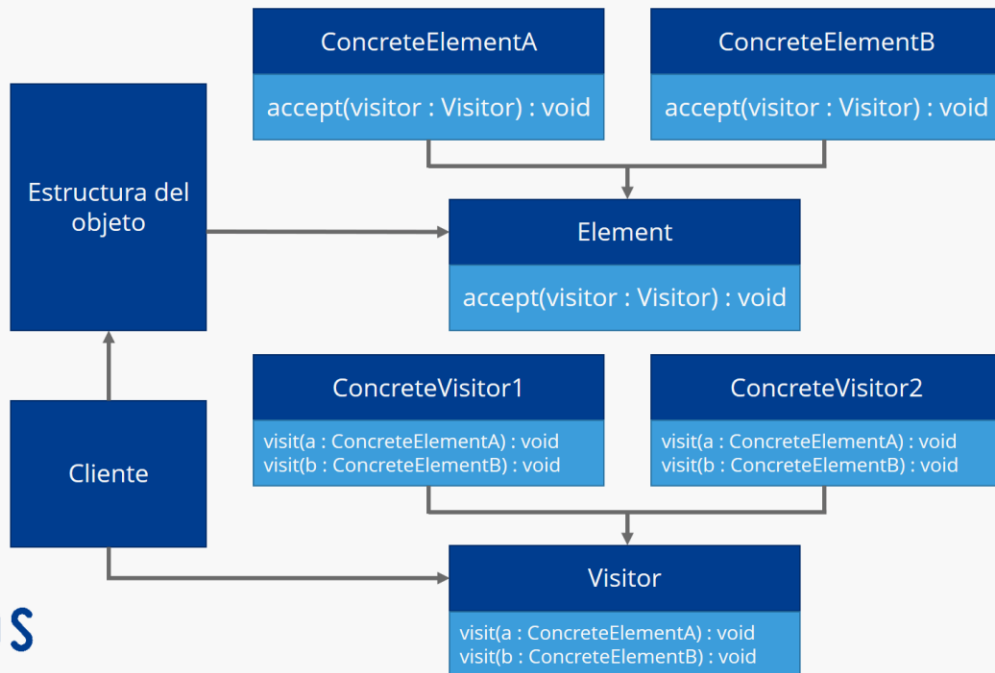 ConcreteElementA
accept(visitor : Visitor) : void
ConcreteElementB
accept(visitor : Visitor) : void
Estructura del
objeto
Element
accept(visitor : Visitor) : void
ConcreteVisitor1
visit(a : ConcreteElementA) : void
visit(b : ConcreteElementB) : void
ConcreteVisitor2
visit(a : ConcreteElementA) : void
visit(b : ConcreteElementB) : void
Cliente
Visitor
visit(a : ConcreteElementA) : void
visit(b : ConcreteElementB) : void